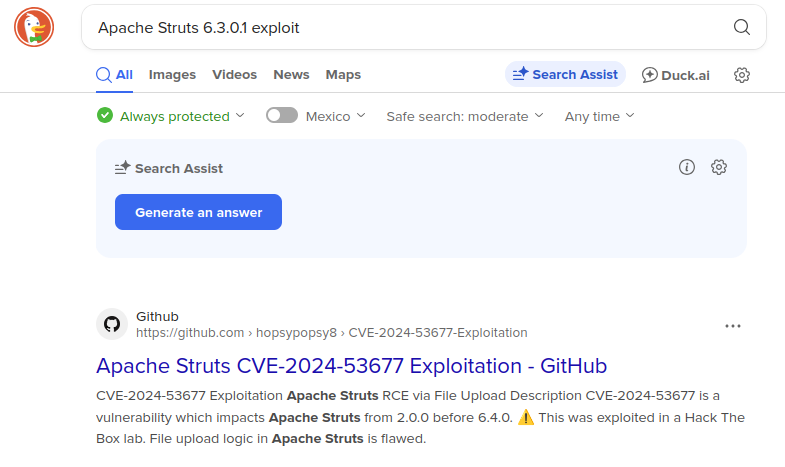 Apache Struts 6.3.0.1 exploit
All Images Videos News Maps Search Assist Duck.ai
Always protected Mexico Safe search: moderate Any time
Search Assist
Generate an answer
Github
https://github.com › hopsypopsy8 › CVE-2024-53677-Exploitation
Apache Struts CVE-2024-53677 Exploitation - GitHub
CVE-2024-53677 Exploitation Apache Struts RCE via File Upload Description CVE-2024-53677 is a
vulnerability which impacts Apache Struts from 2.0.0 before 6.4.0. ⚠️ This was exploited in a Hack The
Box lab. File upload logic in Apache Struts is flawed.